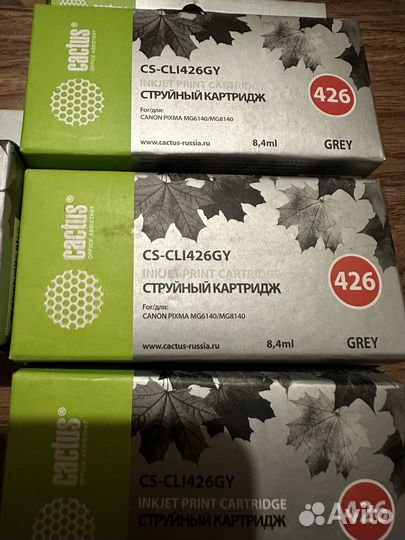 cactus®
OFFICE ASSISTANT
CS-CLI426GY
INKJET PRINT CARTRIDGE
СТРУЙНЫЙ КАРТРИДЖ
426
For/для:
CANON PIXMA MG6140/MG8140
www.cactus-russia.ru
8,4ml
GREY
cactus®
OFFICE ASSISTANT
CS-CLI426GY
INKJET PRINT CARTRIDGE
СТРУЙНЫЙ КАРТРИДЖ
426
For/для:
CANON PIXMA MG6140/MG8140
www.cactus-russia.ru
8,4ml
GREY
cactus®
OFFICE ASSISTANT
CS-CLI426GY
INKJET PRINT CARTRIDGE
СТРУЙНЫЙ КАРТРИДЖ
426
Avito